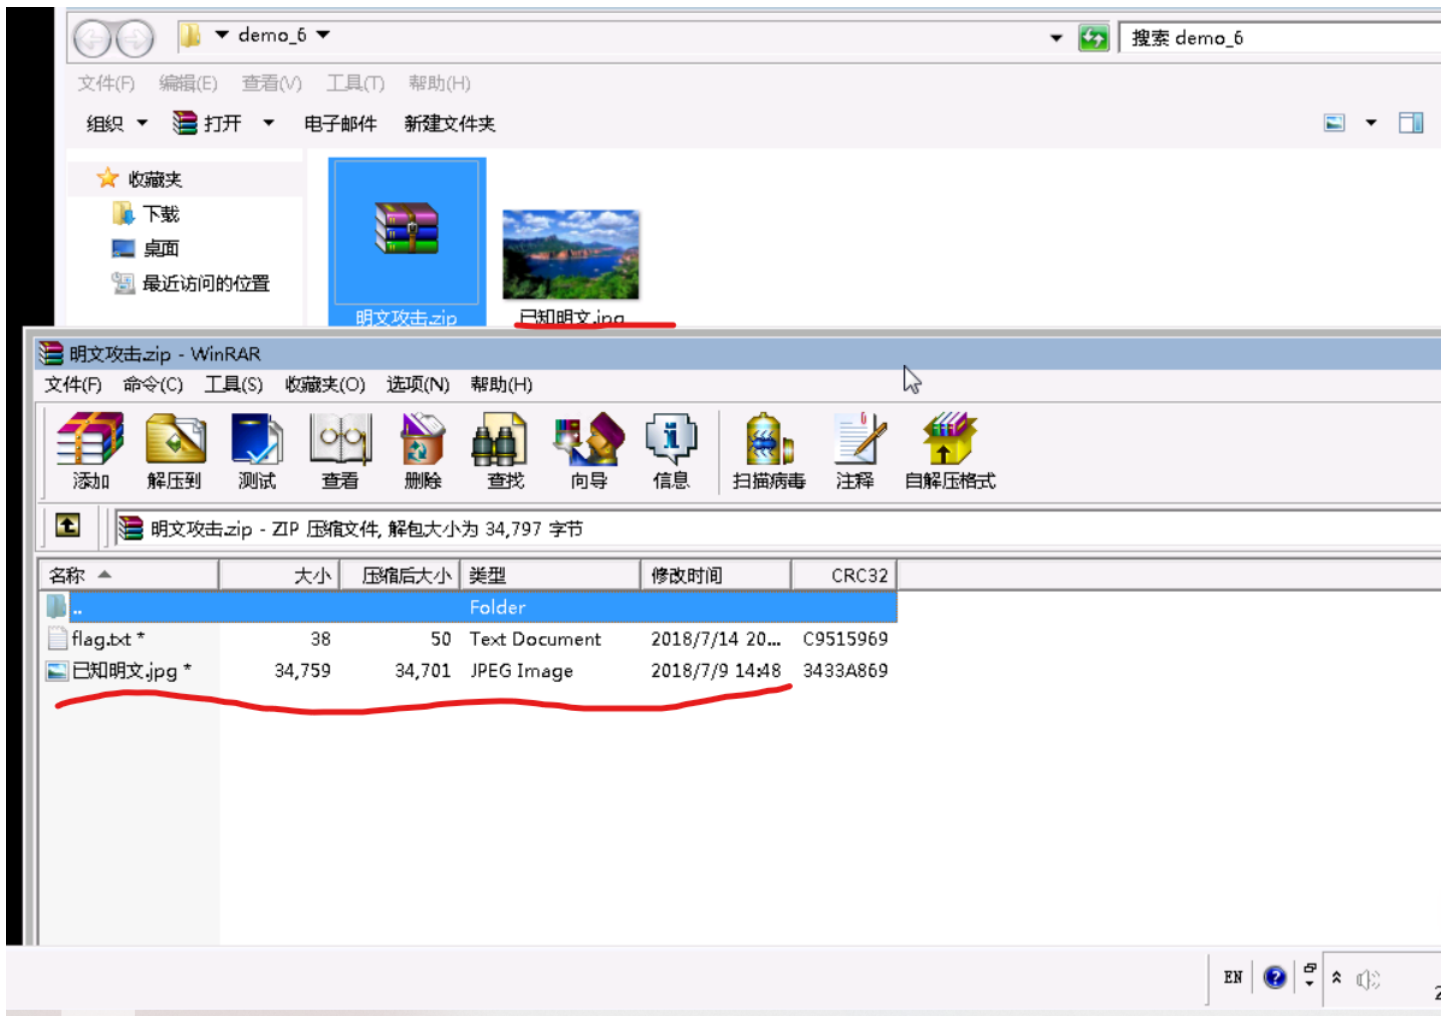 demo_6
搜索 demo_6
文件(F) 编辑(E) 查看(V) 工具(T) 帮助(H)
组织 打开 电子邮件 新建文件夹
收藏夹
下载
桌面
最近访问的位置
明文攻击.zip 已知明文.jpg
明文攻击.zip - WinRAR
文件(F) 命令(C) 工具(S) 收藏夹(O) 选项(N) 帮助(H)
添加 解压到 测试 查看 删除 查找 向导 信息 扫描病毒 注释 自解压格式
明文攻击.zip - ZIP 压缩文件, 解包大小为 34,797 字节
名称 大小 压缩后大小 类型 修改时间 CRC32
.. Folder
flag.txt * 38 50 Text Document 2018/7/14 20... C9515969
已知明文.jpg * 34,759 34,701 JPEG Image 2018/7/9 14:48 3433A869
EN
2